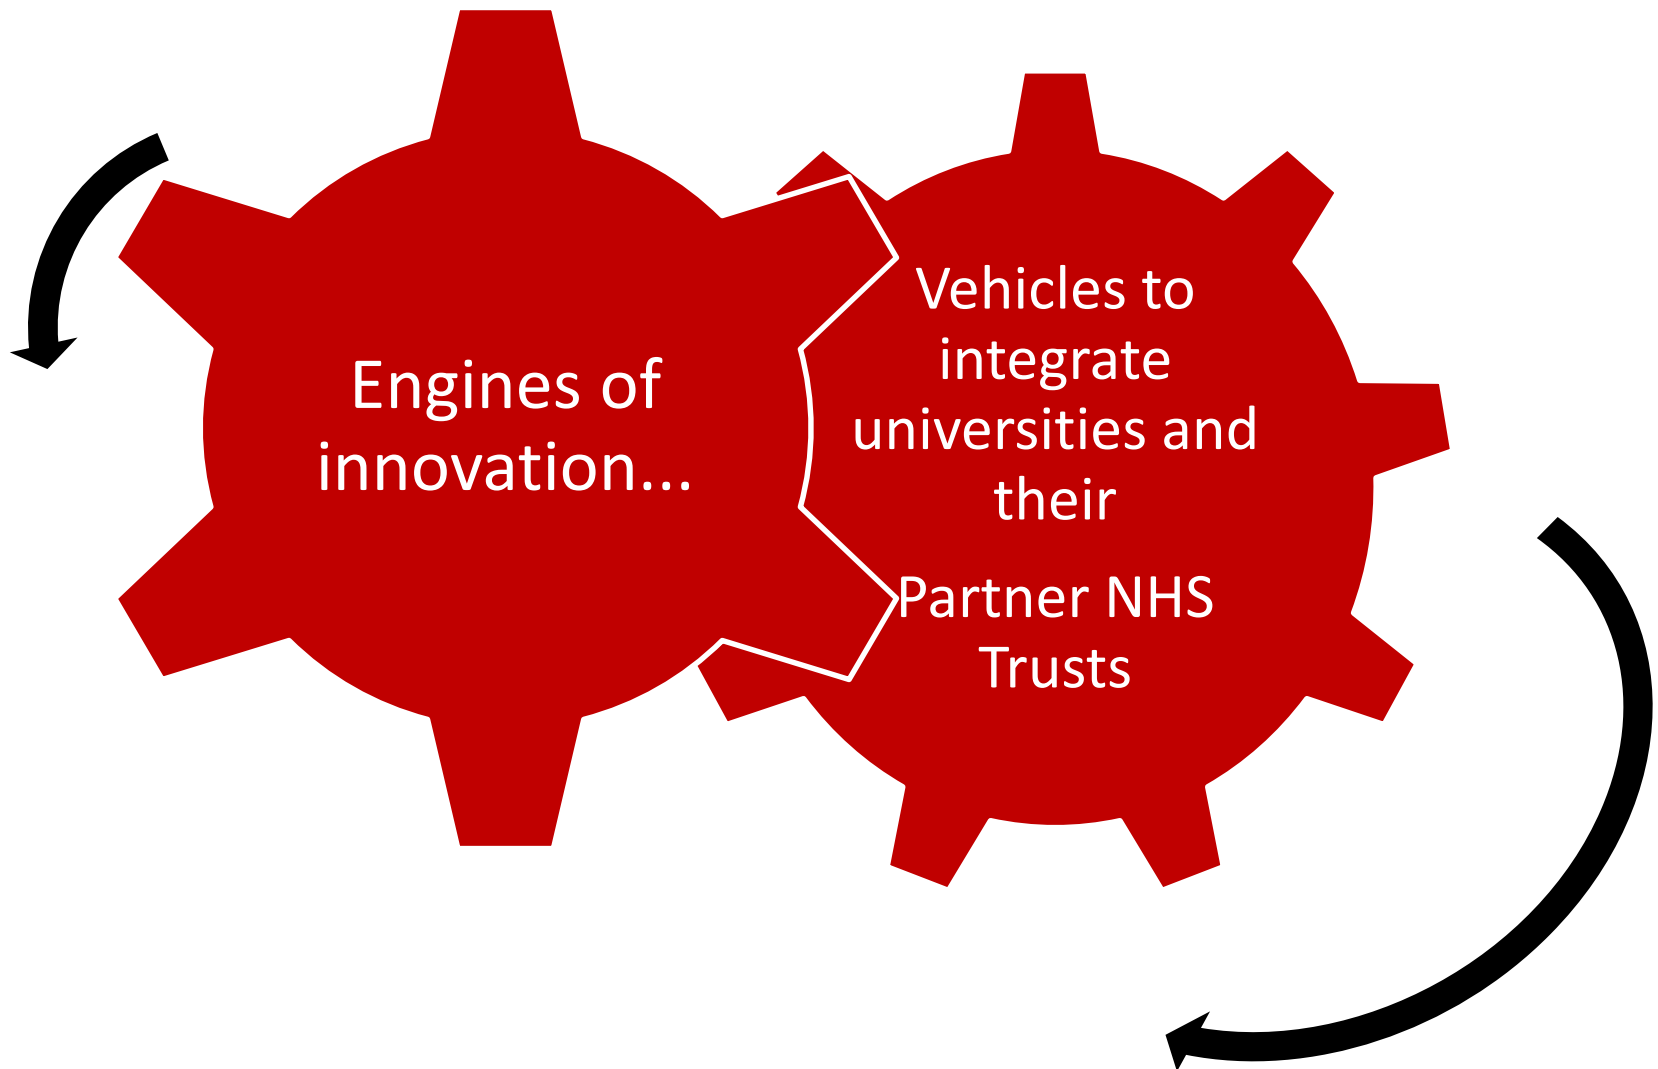 Engines of
innovation...
Vehicles to
integrate
universities and
their
Partner NHS
Trusts